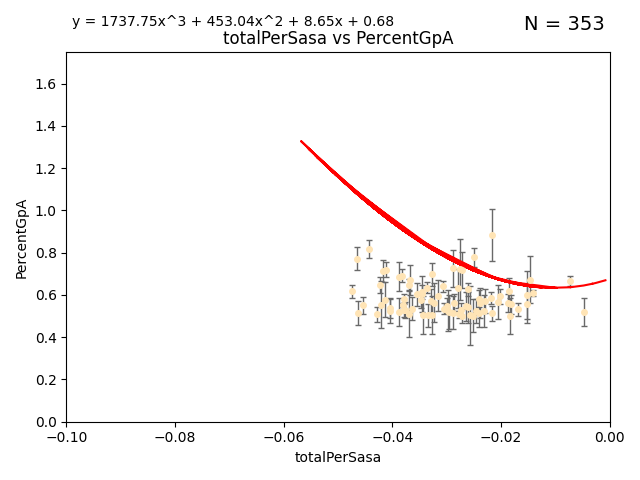 y = 1737.75x^3 + 453.04x^2 + 8.65x + 0.68
N = 353
totalPerSasa vs PercentGpA
1.6
1.4
1.2
1.0
0.8
0.6
0.4
0.2
0.0
PercentGpA
−0.10 −0.08 −0.06 −0.04 −0.02 0.00
totalPerSasa